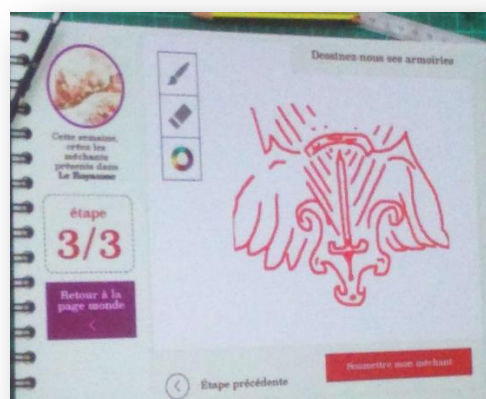 Dessinez-nous ses armoiries
Cette semaine,
créez les
méchants
présents dans
Le Royaume
étape
3/3
Retour à la
page monde
Étape précédente
Soumettre mon méchant